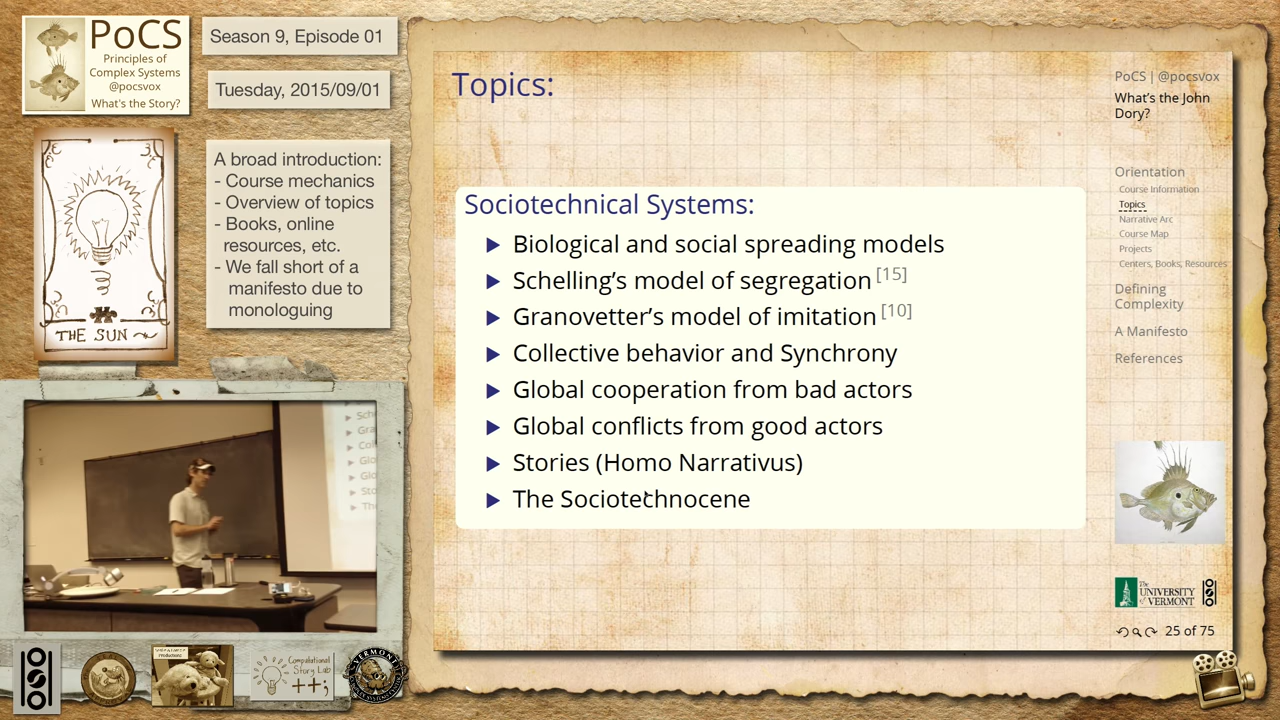 PoCS
Principles of
Complex Systems
@pocsvox
What's the Story?
Season 9, Episode 01
Tuesday, 2015/09/01
A broad introduction:
- Course mechanics
- Overview of topics
- Books, online
resources, etc.
- We fall short of a
manifesto due to
monologuing
THE SUN
Topics:
Sociotechnical Systems:
Biological and social spreading models
Schelling's model of segregation [15]
Granovetter's model of imitation [10]
Collective behavior and Synchrony
Global cooperation from bad actors
Global conflicts from good actors
Stories (Homo Narrativus)
The Sociotechnocene
PoCS | @pocsvox
What's the John
Dory?
Orientation
Course Information
Topics
Narrative Arc
Course Map
Projects
Centers, Books, Resources
Defining
Complexity
A Manifesto
References
The
UNIVERSITY
of VERMONT
25 of 75
Computational
Story Lab
++;
VERMONT